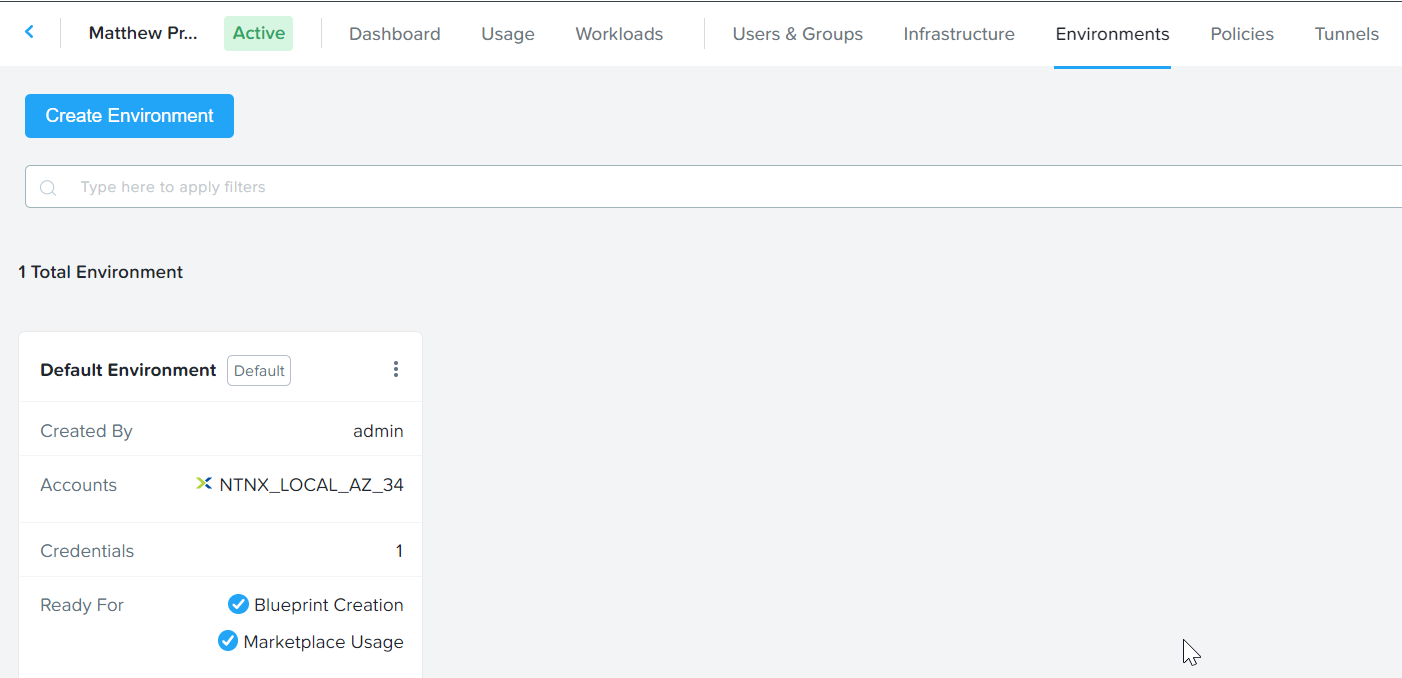 Matthew Pr... Active Dashboard Usage Workloads Users & Groups Infrastructure Environments Policies Tunnels
Create Environment
Type here to apply filters
1 Total Environment
Default Environment Default
Created By admin
Accounts NTNX_LOCAL_AZ_34
Credentials 1
Ready For Blueprint Creation
Marketplace Usage